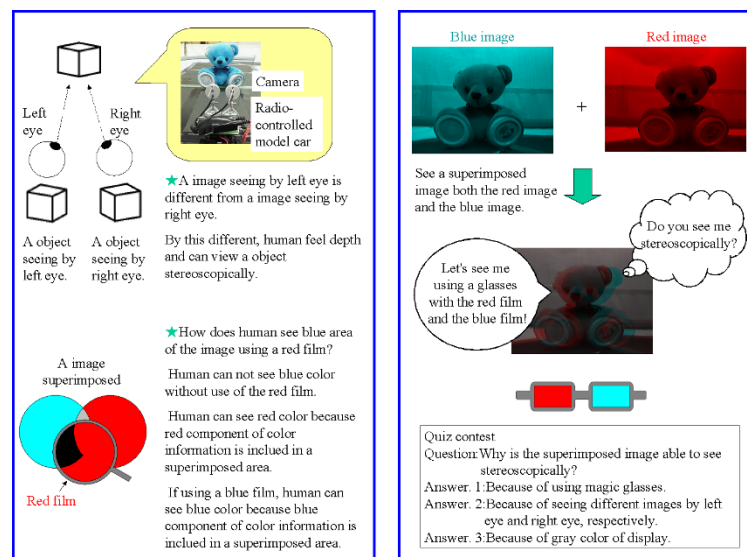 Left
eye
Right
eye
Camera
Radio-
controlled
model car
A object
seeing by
left eye.
A object
seeing by
right eye.
★A image seeing by left eye is
different from a image seeing by
right eye.
By this different, human feel depth
and can view a object
stereoscopically.
A image
superimposed
Red film
★How does human see blue area
of the image using a red film?
Human can not see blue color
without use of the red film.
Human can see red color because
red component of color
information is inclued in a
superimposed area.
If using a blue film, human can
see blue color because blue
component of color information is
inclued in a superimposed area.
Blue image
Red image
+
See a superimposed
image both the red image
and the blue image.
Do you see me
stereoscopically?
Let's see me
using a glasses
with the red film
and the blue film!
Quiz contest
Question:Why is the superimposed image able to see
stereoscopically?
Answer. 1:Because of using magic glasses.
Answer. 2:Because of seeing different images by left
eye and right eye, respectively.
Answer. 3:Because of gray color of display.